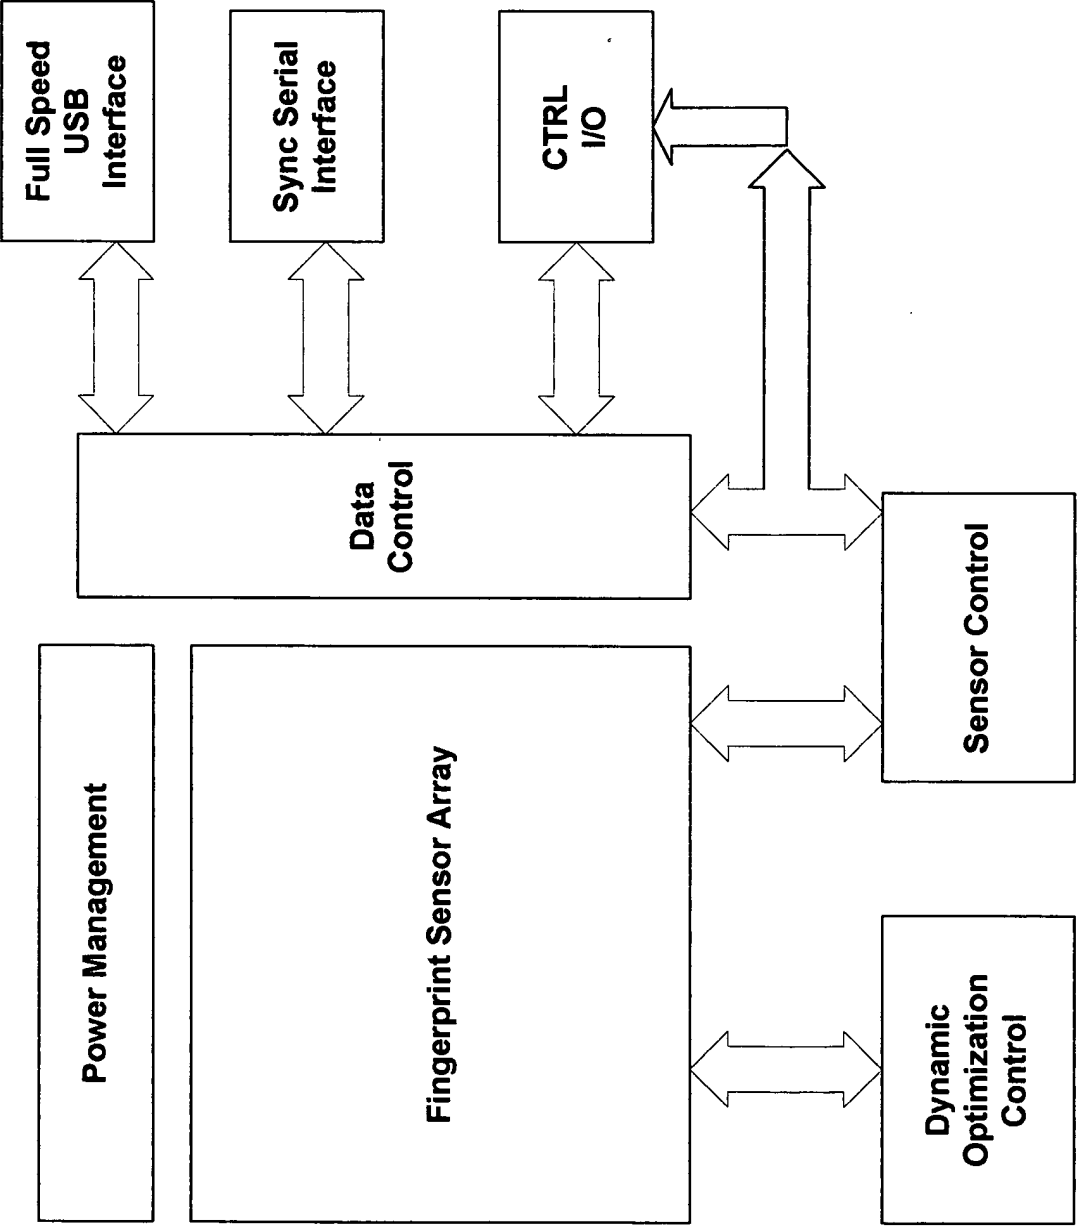 Power Management
Fingerprint Sensor Array
Dynamic
Optimization
Control
Sensor Control
Data
Control
Full Speed
USB
Interface
Sync Serial
Interface
CTRL
I/O